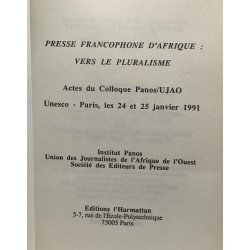 PRESSE FRANCOPHONE D'AFRIQUE :
VERS LE PLURALISME
Actes du Colloque Panos/UJAO
Unesco - Paris, les 24 et 25 janvier 1991
Institut Panos
Union des Journalistes de l'Afrique de l'Ouest
Société des Editeurs de Presse
Editions l'Harmattan
5-7, rue de l'Ecole-Polytechnique
75005 Paris